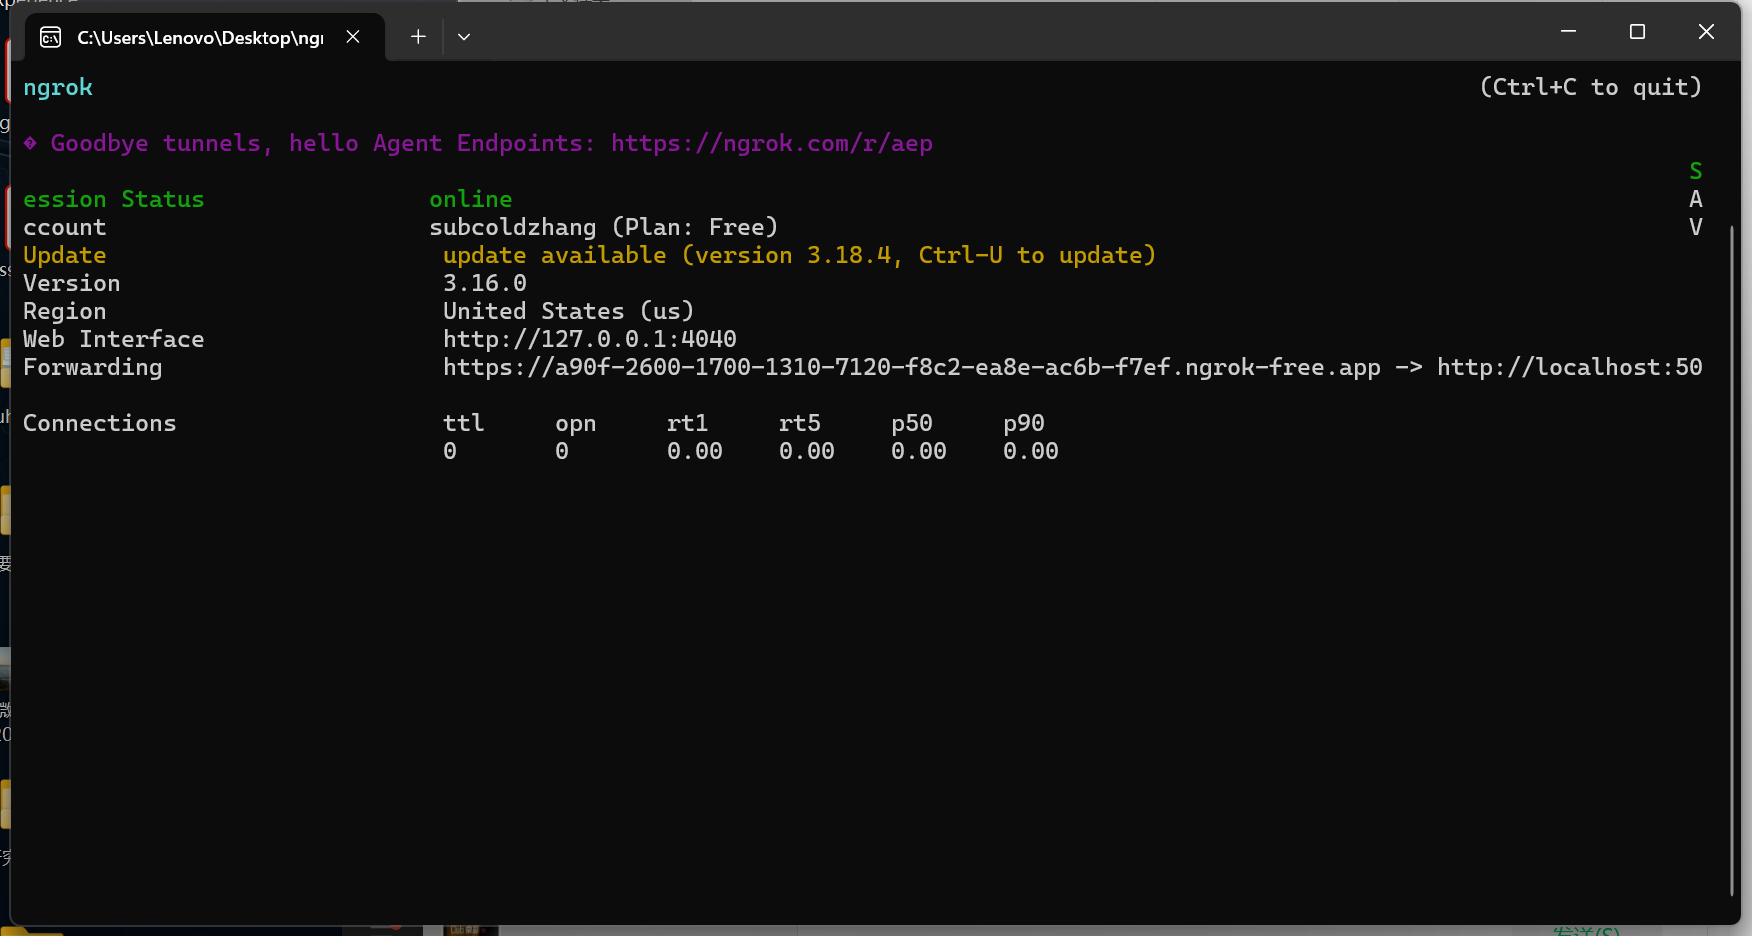 C:\Users\Lenovo\Desktop\ngr
ngrok (Ctrl+C to quit)
� Goodbye tunnels, hello Agent Endpoints: https://ngrok.com/r/aep
S
ession Status online A
ccount subcoldzhang (Plan: Free) V
Update update available (version 3.18.4, Ctrl-U to update)
Version 3.16.0
Region United States (us)
Web Interface http://127.0.0.1:4040
Forwarding https://a90f-2600-1700-1310-7120-f8c2-ea8e-ac6b-f7ef.ngrok-free.app -> http://localhost:50
Connections ttl opn rt1 rt5 p50 p90
0 0 0.00 0.00 0.00 0.00
发送(S)